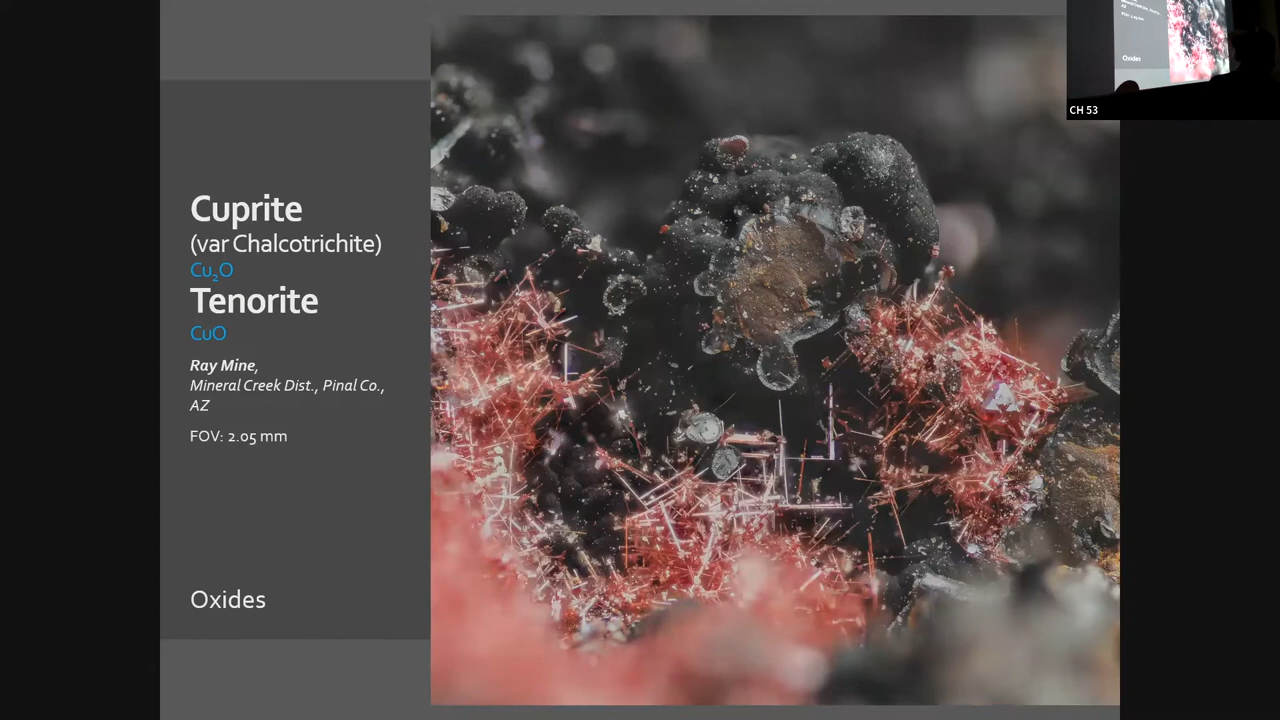 Cuprite
(var Chalcotrichite)
Cu₂O
Tenorite
CuO
Ray Mine,
Mineral Creek Dist., Pinal Co.,
AZ
FOV: 2.05 mm
Oxides
Oxides
CH 53